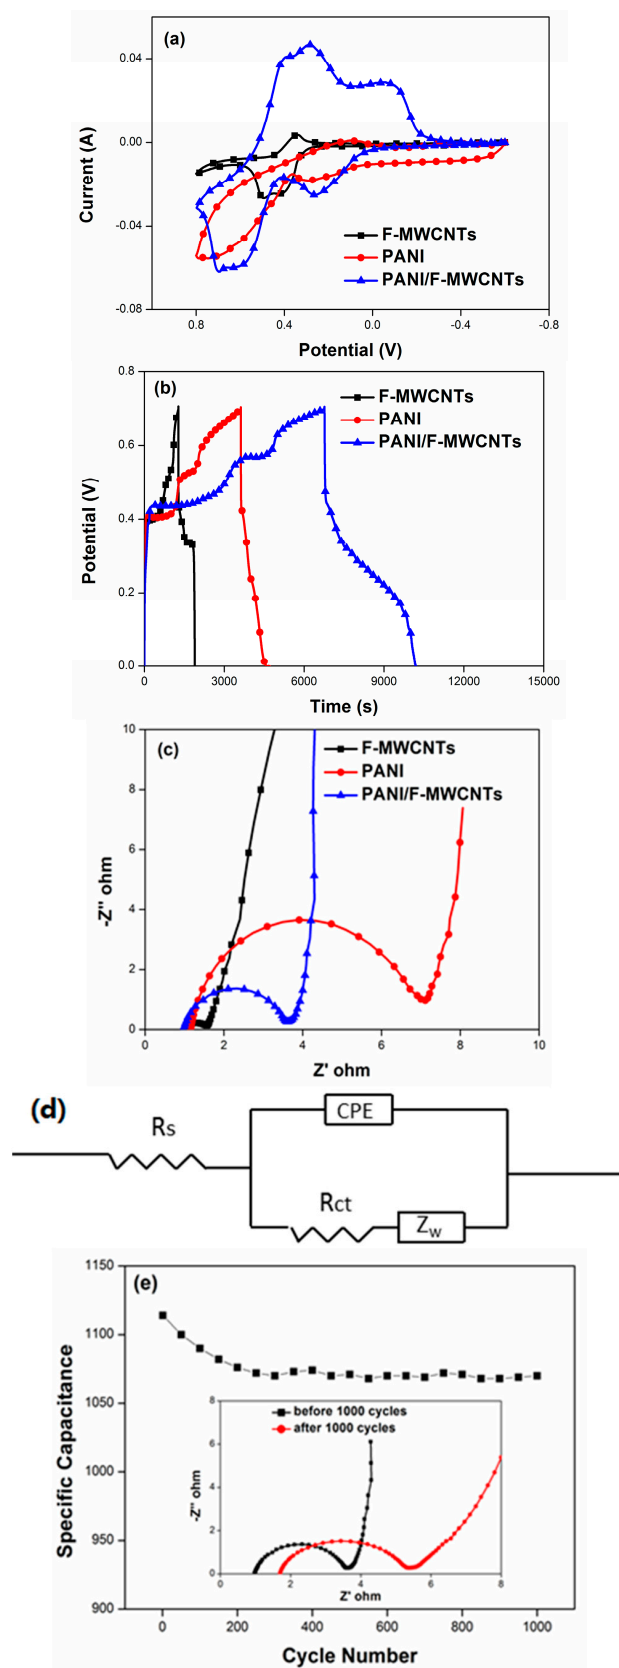 (a)
0.04
0.00
-0.04
-0.08
Current (A)
F-MWCNTs
PANI
PANI/F-MWCNTs
0.8 0.4 0.0 -0.4 -0.8
Potential (V)
(b)
0.8
0.6
0.4
0.2
0.0
Potential (V)
F-MWCNTs
PANI
PANI/F-MWCNTs
0 3000 6000 9000 12000 15000
Time (s)
(c)
10
8
6
4
2
0
-Z'' ohm
F-MWCNTs
PANI
PANI/F-MWCNTs
0 2 4 6 8 10
Z' ohm
(d)
CPE
Rs
Rct
Zw
(e)
1150
1100
1050
1000
950
900
Specific Capacitance
before 1000 cycles
after 1000 cycles
8
6
4
2
0
-Z'' ohm
0 2 4 6 8
Z' ohm
0 200 400 600 800 1000
Cycle Number